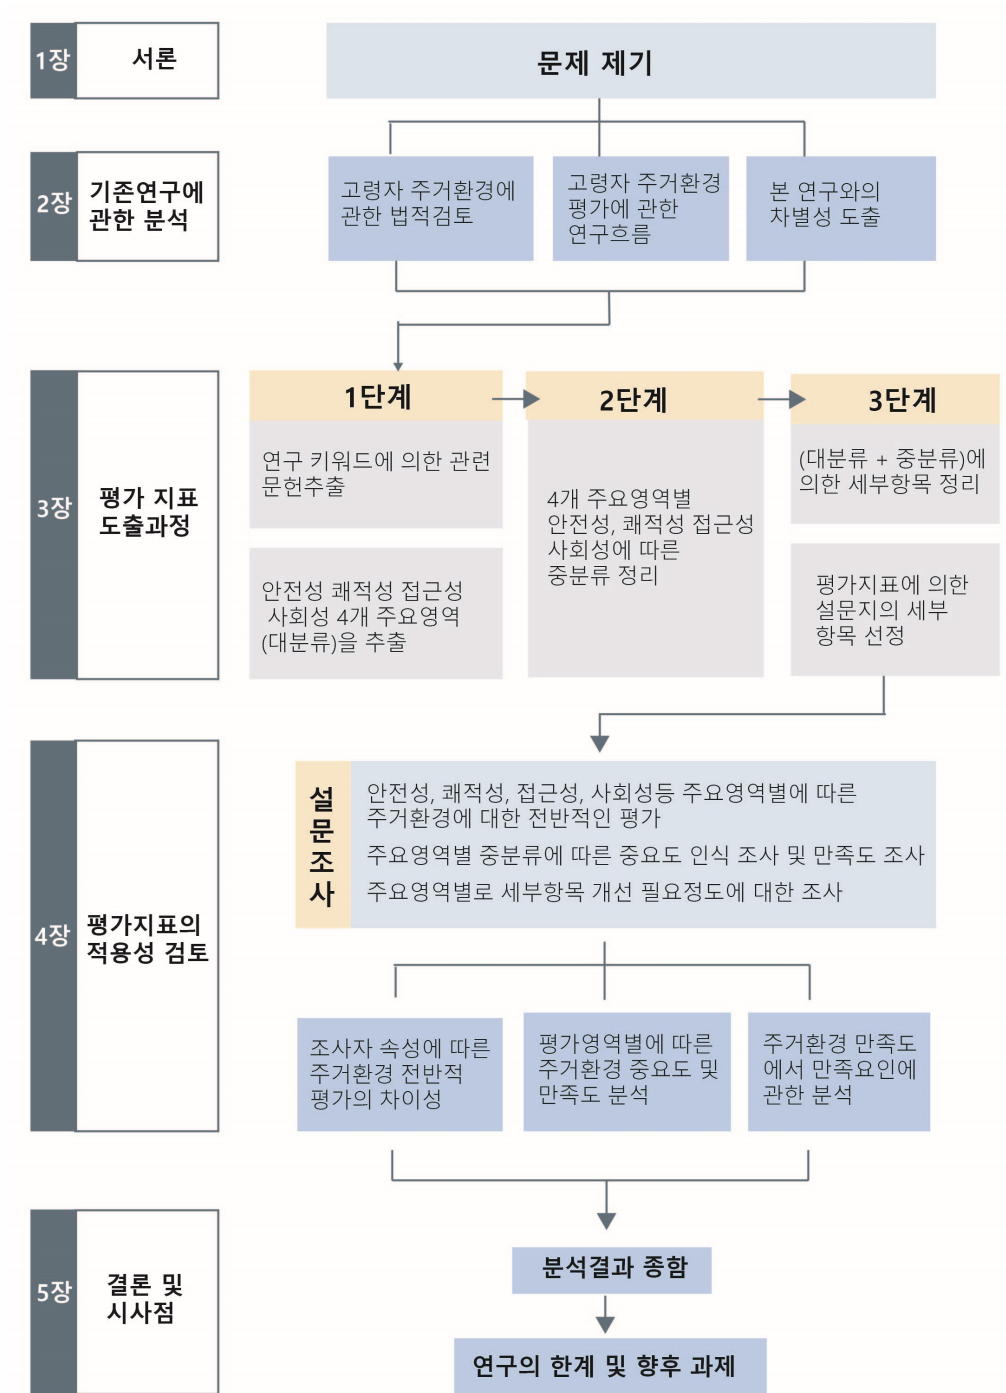 1장
서론
문제 제기
2장
기존연구에
관한 분석
고령자 주거환경에
관한 법적검토
고령자 주거환경
평가에 관한
연구흐름
본 연구와의
차별성 도출
3장
평가 지표
도출과정
1단계
연구 키워드에 의한 관련
문헌추출
안전성 쾌적성 접근성
사회성 4개 주요영역
(대분류)을 추출
2단계
4개 주요영역별
안전성, 쾌적성 접근성
사회성에 따른
중분류 정리
3단계
(대분류 + 중분류)에
의한 세부항목 정리
평가지표에 의한
설문지의 세부
항목 선정
4장
평가지표의
적용성 검토
설
문
조
사
안전성, 쾌적성, 접근성, 사회성등 주요영역별에 따른
주거환경에 대한 전반적인 평가
주요영역별 중분류에 따른 중요도 인식 조사 및 만족도 조사
주요영역별로 세부항목 개선 필요정도에 대한 조사
조사자 속성에 따른
주거환경 전반적
평가의 차이성
평가영역별에 따른
주거환경 중요도 및
만족도 분석
주거환경 만족도
에서 만족요인에
관한 분석
5장
결론 및
시사점
분석결과 종합
연구의 한계 및 향후 과제